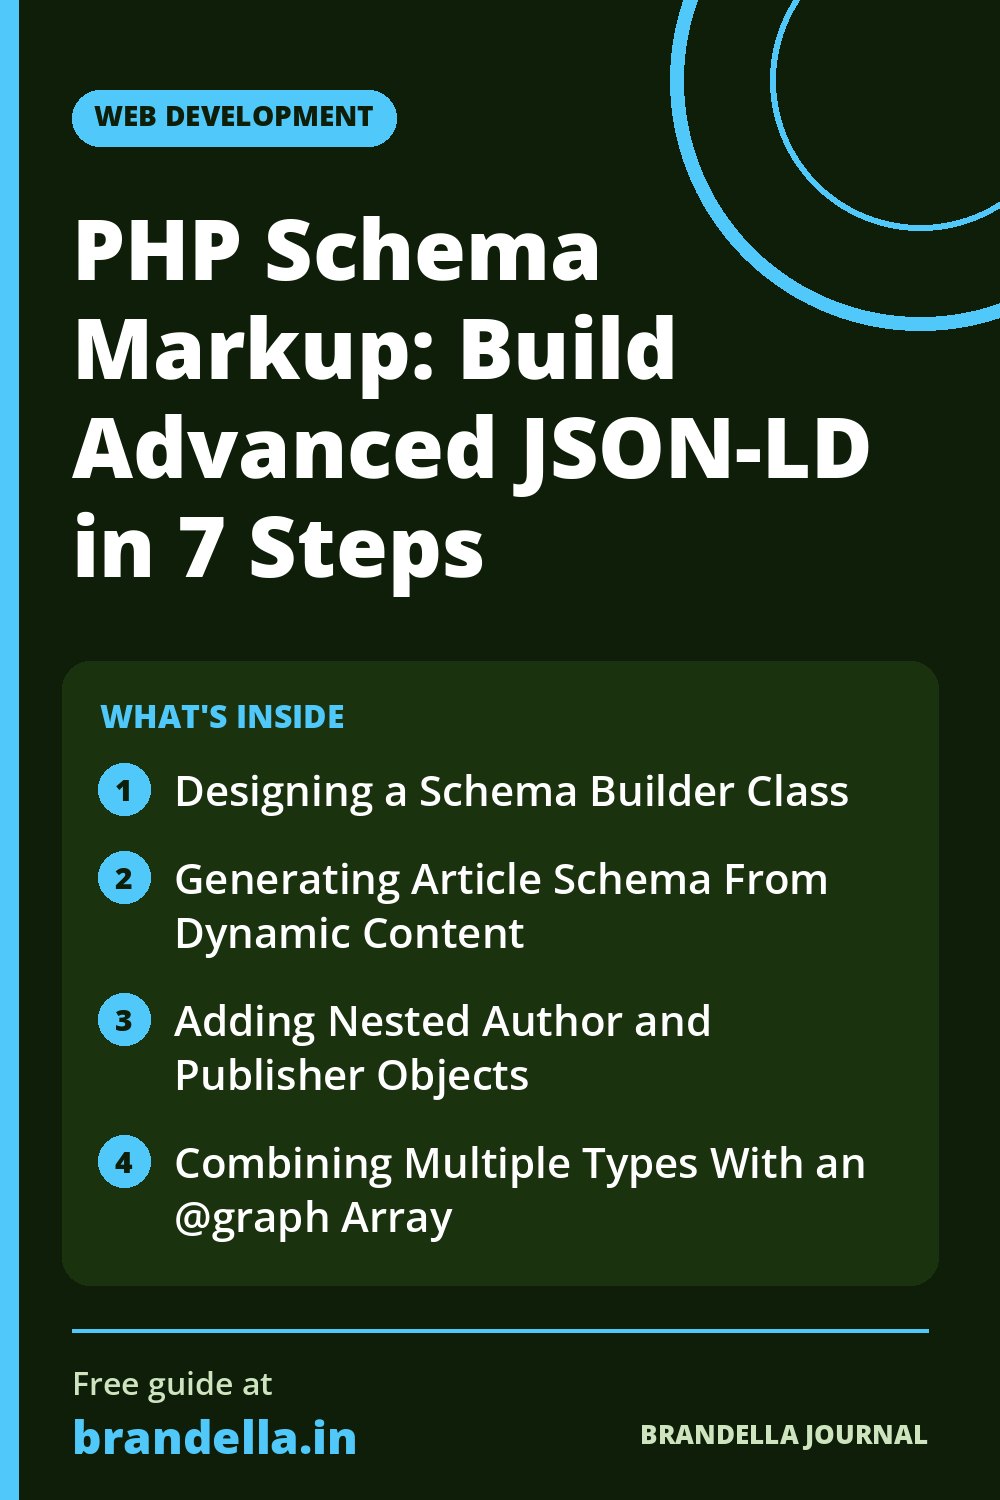 WEB DEVELOPMENT
PHP Schema
Markup: Build
Advanced JSON-LD
in 7 Steps
WHAT'S INSIDE
1 Designing a Schema Builder Class
2 Generating Article Schema From
Dynamic Content
3 Adding Nested Author and
Publisher Objects
4 Combining Multiple Types With an
@graph Array
Free guide at
brandella.in
BRANDELLA JOURNAL